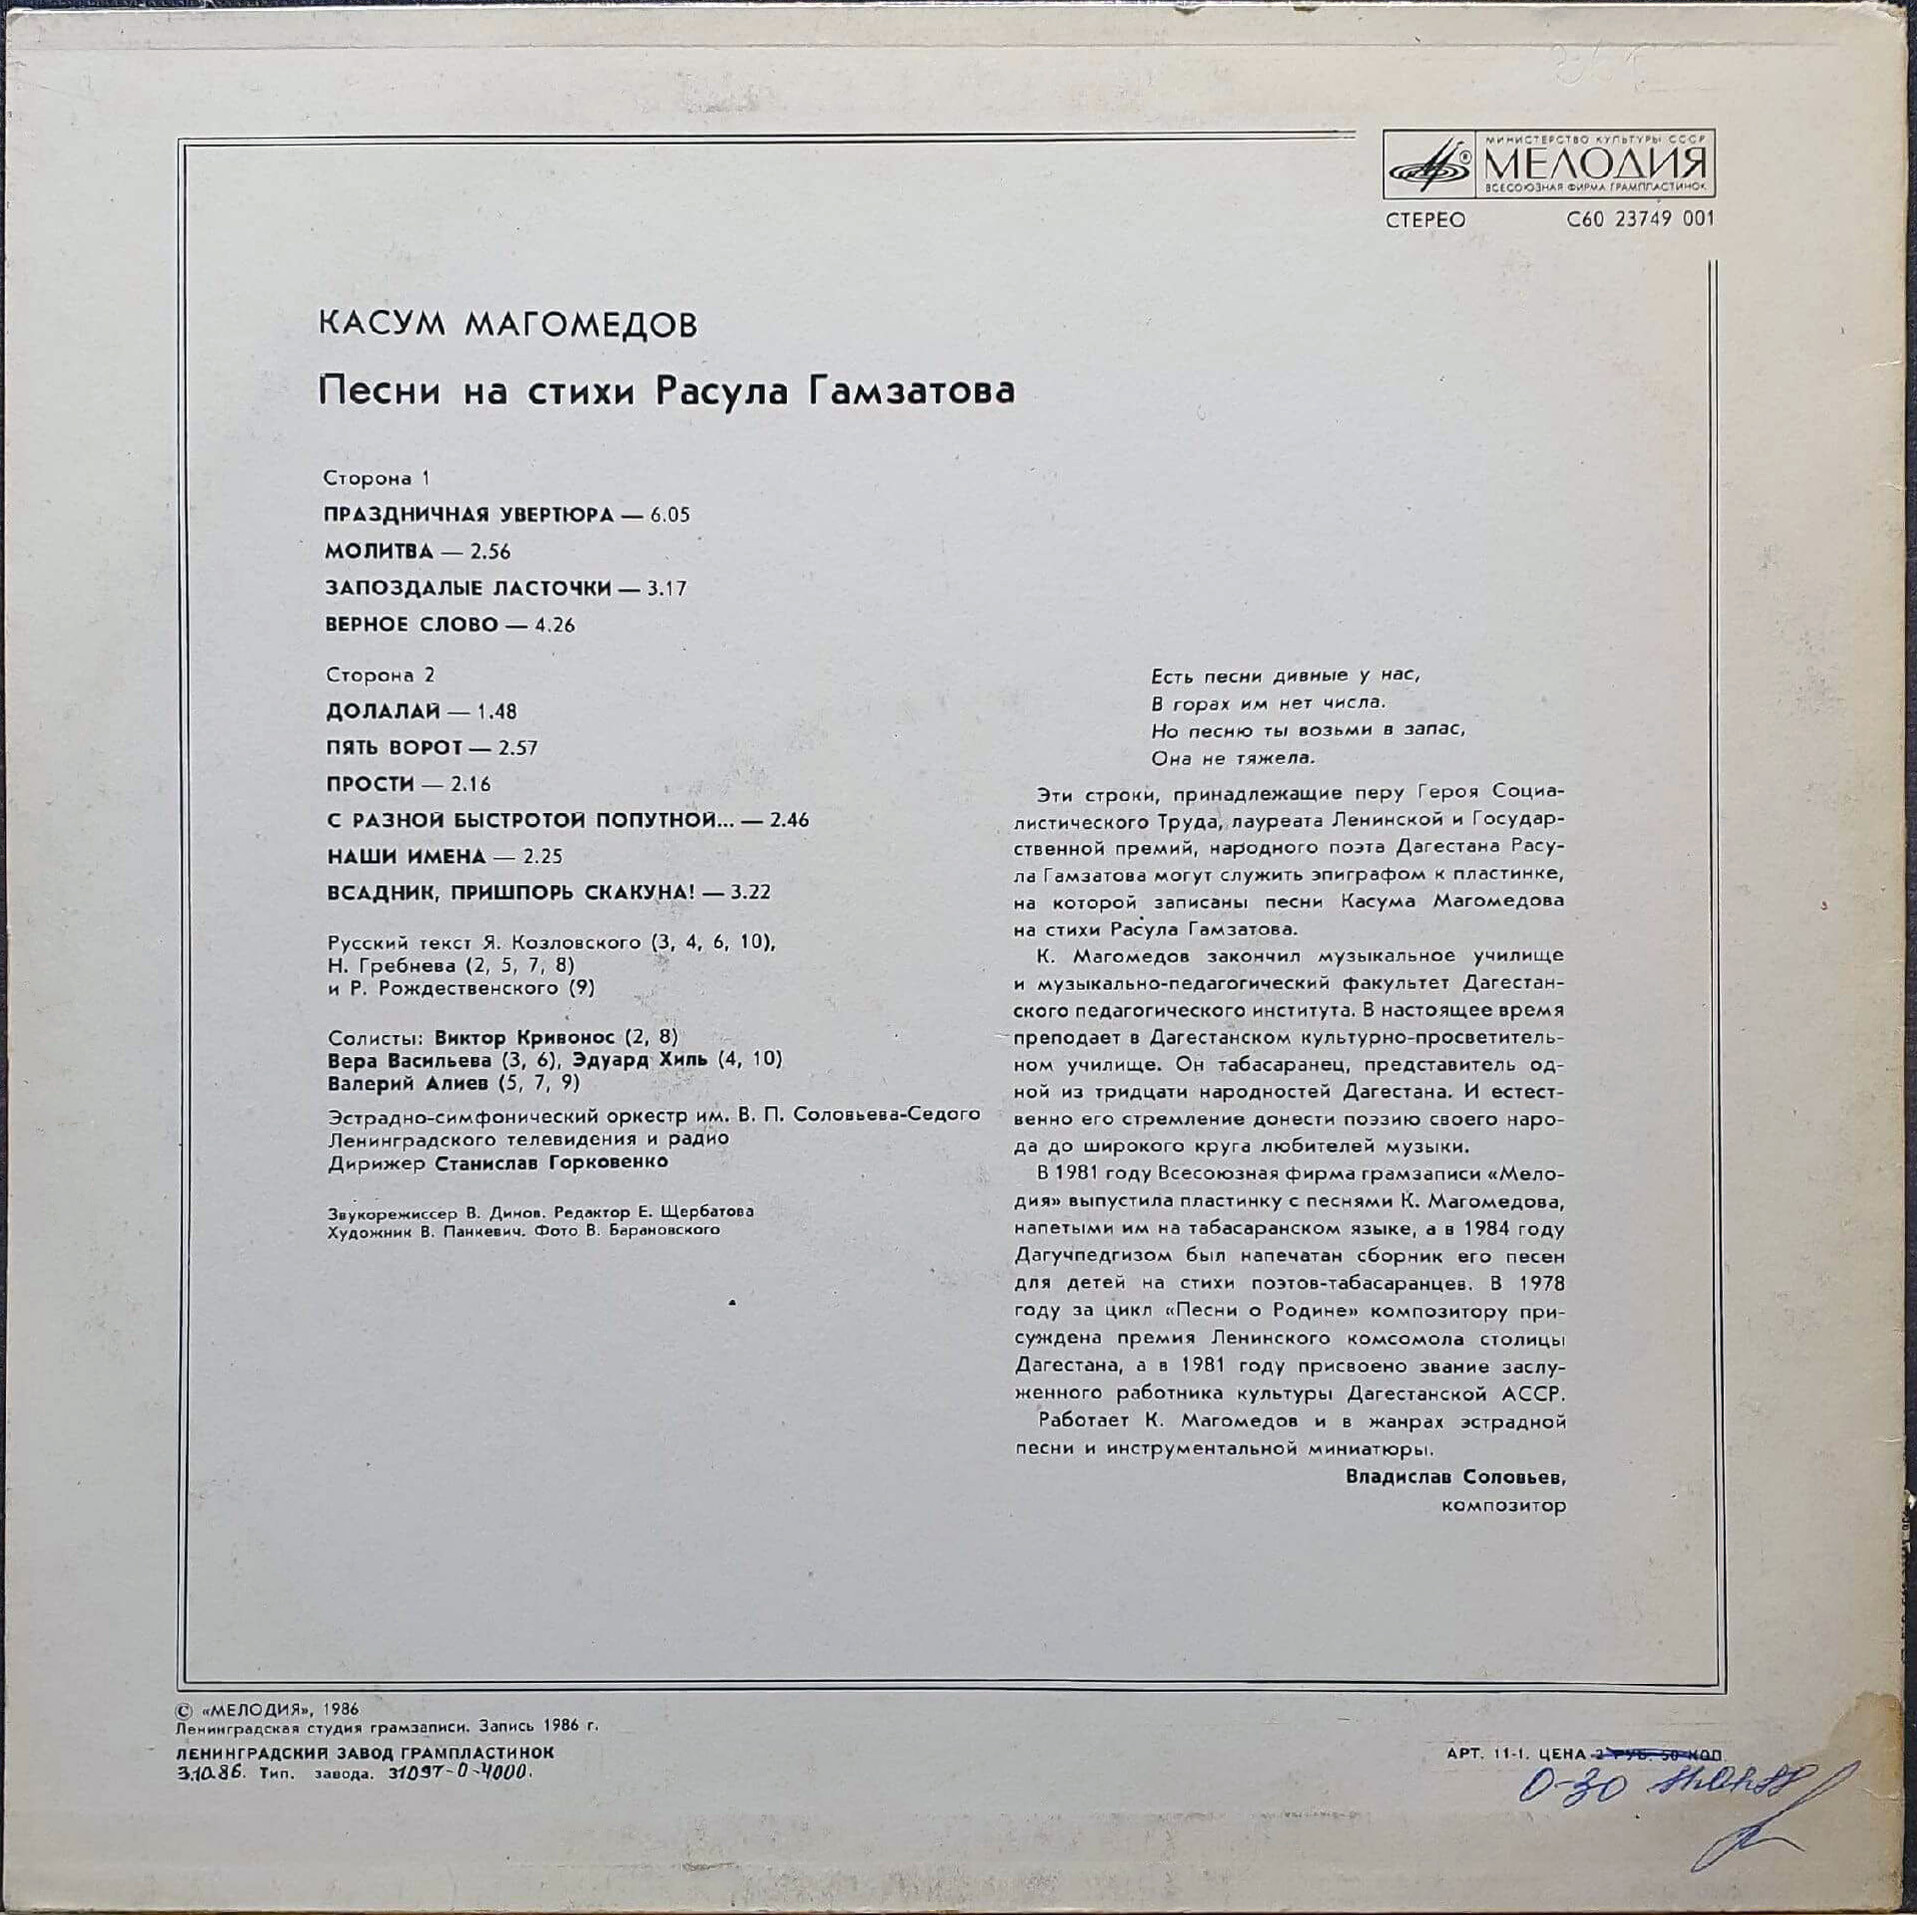 МИНИСТЕРСТВО КУЛЬТУРЫ СССР
МЕЛОДИЯ
ВСЕСОЮЗНАЯ ФИРМА ГРАМПЛАСТИНОК
СТЕРЕО С60 23749 001
КАСУМ МАГОМЕДОВ
Песни на стихи Расула Гамзатова
Сторона 1
ПРАЗДНИЧНАЯ УВЕРТЮРА — 6.05
МОЛИТВА — 2.56
ЗАПОЗДАЛЫЕ ЛАСТОЧКИ — 3.17
ВЕРНОЕ СЛОВО — 4.26
Сторона 2
ДОЛАЛАЙ — 1.48
ПЯТЬ ВОРОТ — 2.57
ПРОСТИ — 2.16
С РАЗНОЙ БЫСТРОТОЙ ПОПУТНОЙ... — 2.46
НАШИ ИМЕНА — 2.25
ВСАДНИК, ПРИШПОРЬ СКАКУНА! — 3.22
Русский текст Я. Козловского (3, 4, 6, 10),
Н. Гребнева (2, 5, 7, 8)
и Р. Рождественского (9)
Солисты: Виктор Кривонос (2, 8)
Вера Васильева (3, 6), Эдуард Хиль (4, 10)
Валерий Алиев (5, 7, 9)
Эстрадно-симфонический оркестр им. В. П. Соловьева-Седого
Ленинградского телевидения и радио
Дирижер Станислав Горковенко
Звукорежиссер В. Динов. Редактор Е. Щербатова
Художник В. Панкевич. Фото В. Барановского
Есть песни дивные у нас,
В горах им нет числа.
Но песню ты возьми в запас,
Она не тяжела.
Эти строки, принадлежащие перу Героя Социа-
листического Труда, лауреата Ленинской и Государ-
ственной премий, народного поэта Дагестана Расу-
ла Гамзатова могут служить эпиграфом к пластинке,
на которой записаны песни Касума Магомедова
на стихи Расула Гамзатова.
К. Магомедов закончил музыкальное училище
и музыкально-педагогический факультет Дагестан-
ского педагогического института. В настоящее время
преподает в Дагестанском культурно-просветитель-
ном училище. Он табасаранец, представитель од-
ной из тридцати народностей Дагестана. И естест-
венно его стремление донести поэзию своего наро-
да до широкого круга любителей музыки.
В 1981 году Всесоюзная фирма грамзаписи «Мело-
дия» выпустила пластинку с песнями К. Магомедова,
напетыми им на табасаранском языке, а в 1984 году
Дагучпедгизом был напечатан сборник его песен
для детей на стихи поэтов-табасаранцев. В 1978
году за цикл «Песни о Родине» композитору при-
суждена премия Ленинского комсомола столицы
Дагестана, а в 1981 году присвоено звание заслу-
женного работника культуры Дагестанской АССР.
Работает К. Магомедов и в жанрах эстрадной
песни и инструментальной миниатюры.
Владислав Соловьев,
композитор
© «МЕЛОДИЯ», 1986
Ленинградская студия грамзаписи. Запись 1986 г.
ЛЕНИНГРАДСКИЙ ЗАВОД ГРАМПЛАСТИНОК
3.10.86. Тип. завода. 31097-0-4000.
АРТ. 11-1. ЦЕНА 2 РУБ. 50 КОП.
0-30